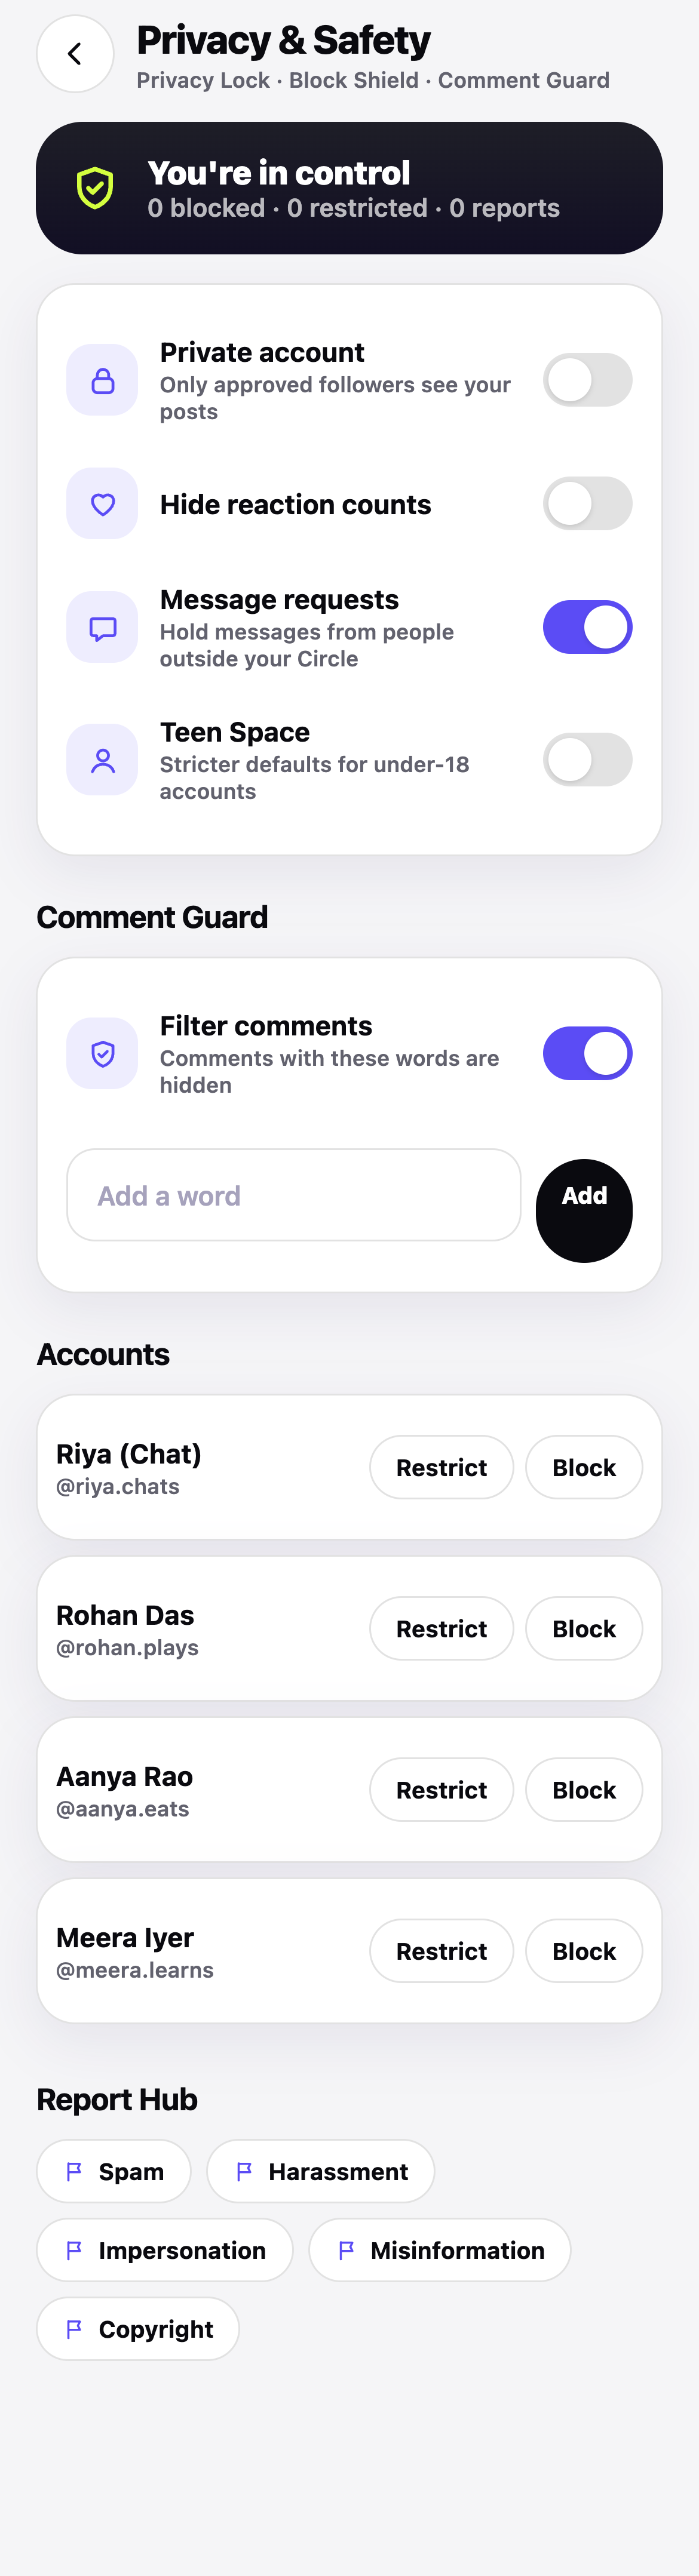 Privacy & Safety
Privacy Lock · Block Shield · Comment Guard
You're in control
0 blocked · 0 restricted · 0 reports
Private account
Only approved followers see your
posts
Hide reaction counts
Message requests
Hold messages from people
outside your Circle
Teen Space
Stricter defaults for under-18
accounts
Comment Guard
Filter comments
Comments with these words are
hidden
Add a word
Add
Accounts
Riya (Chat)
@riya.chats
Restrict
Block
Rohan Das
@rohan.plays
Restrict
Block
Aanya Rao
@aanya.eats
Restrict
Block
Meera Iyer
@meera.learns
Restrict
Block
Report Hub
Spam
Harassment
Impersonation
Misinformation
Copyright